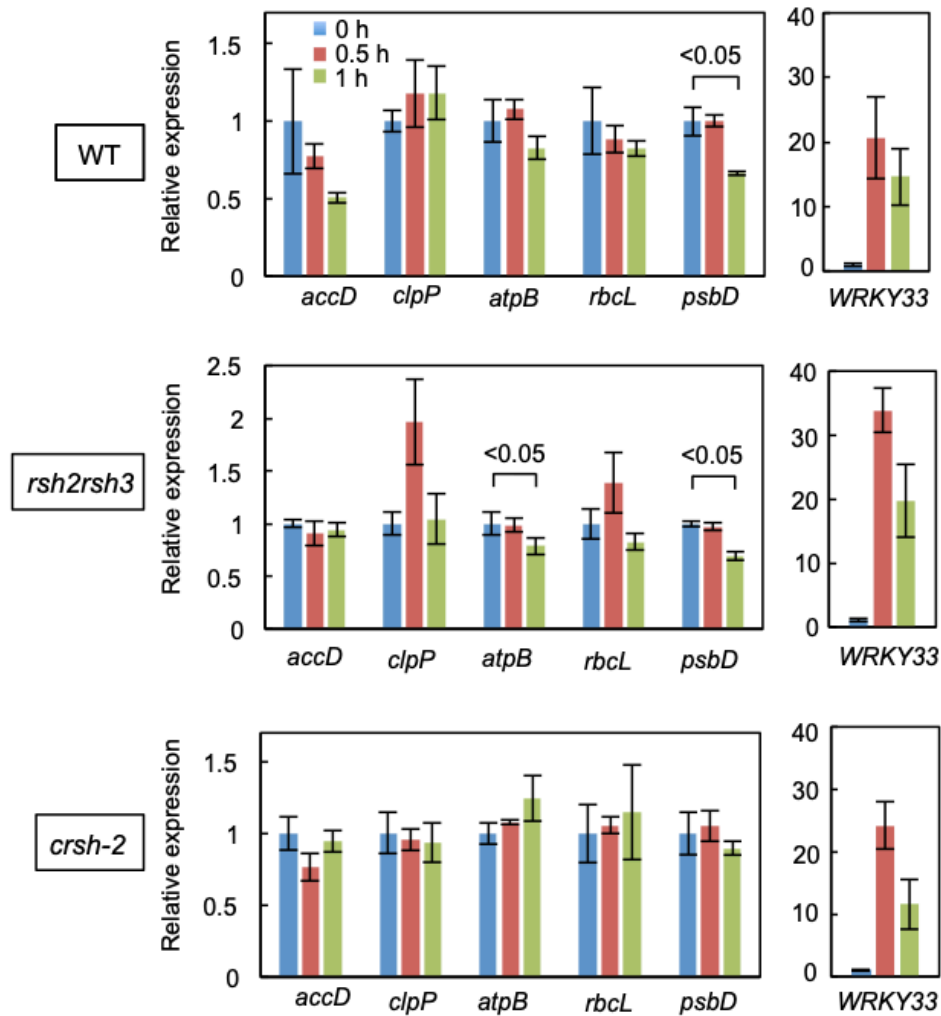 WT
Relative expression
1.5
1
0.5
0
0 h
0.5 h
1 h
<0.05
accD clpP atpB rbcL psbD
40
30
20
10
0
WRKY33
rsh2rsh3
Relative expression
2.5
2
1.5
1
0.5
0
<0.05
<0.05
accD clpP atpB rbcL psbD
40
30
20
10
0
WRKY33
crsh-2
Relative expression
1.5
1
0.5
0
accD clpP atpB rbcL psbD
40
30
20
10
0
WRKY33